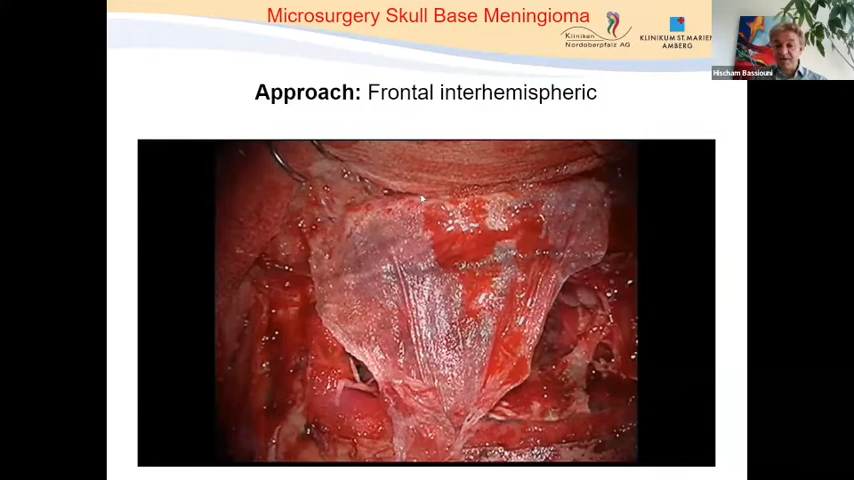 Microsurgery Skull Base Meningioma
Kliniken
Nordoberpfalz AG
KLINIKUM ST. MARIEN
AMBERG
Hischam Bassiouni
Approach: Frontal interhemispheric